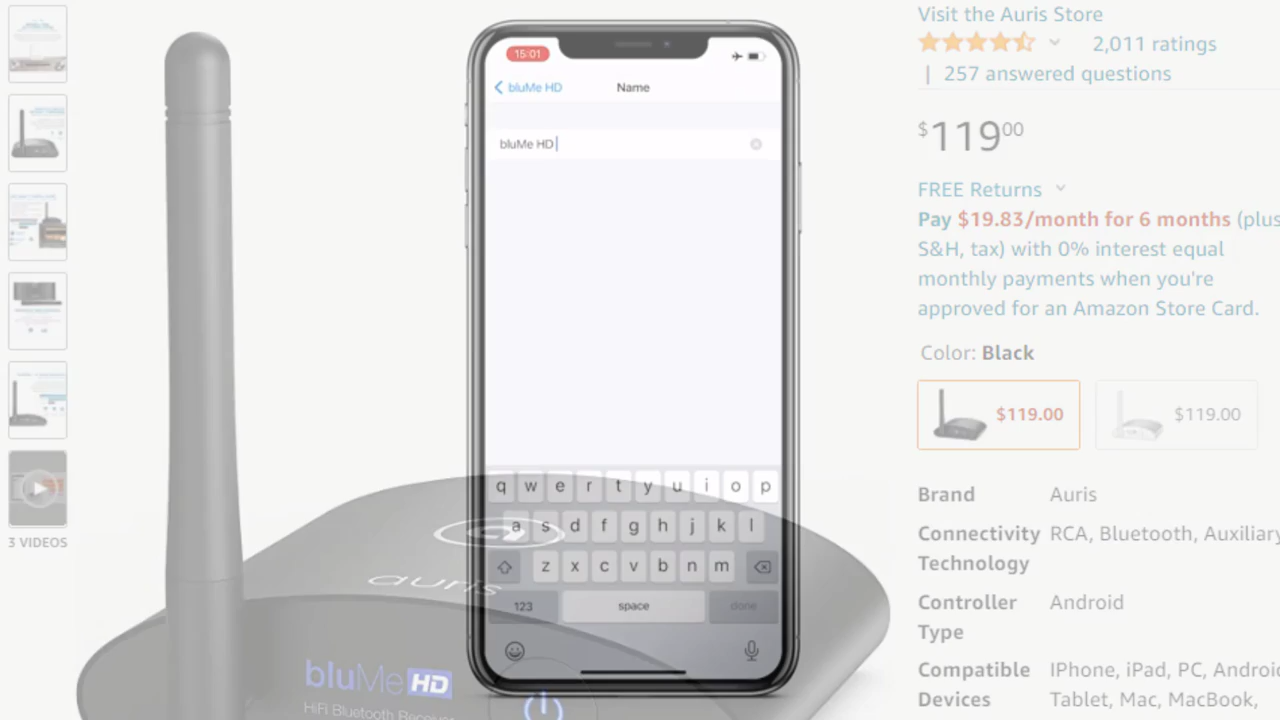 3 VIDEOS
auris
bluMe HD
HiFi Bluetooth Receiver
15:01
bluMe HD
Name
bluMe HD
q w e r t y u i o p
a s d f g h j k l
z x c v b n m
123
space
done
Visit the Auris Store
2,011 ratings
| 257 answered questions
$119 00
FREE Returns
Pay $19.83/month for 6 months (plus
S&H, tax) with 0% interest equal
monthly payments when you're
approved for an Amazon Store Card.
Color: Black
$119.00
$119.00
Brand Auris
Connectivity RCA, Bluetooth, Auxiliary
Technology
Controller Android
Type
Compatible IPhone, iPad, PC, Android
Devices Tablet, Mac, MacBook,